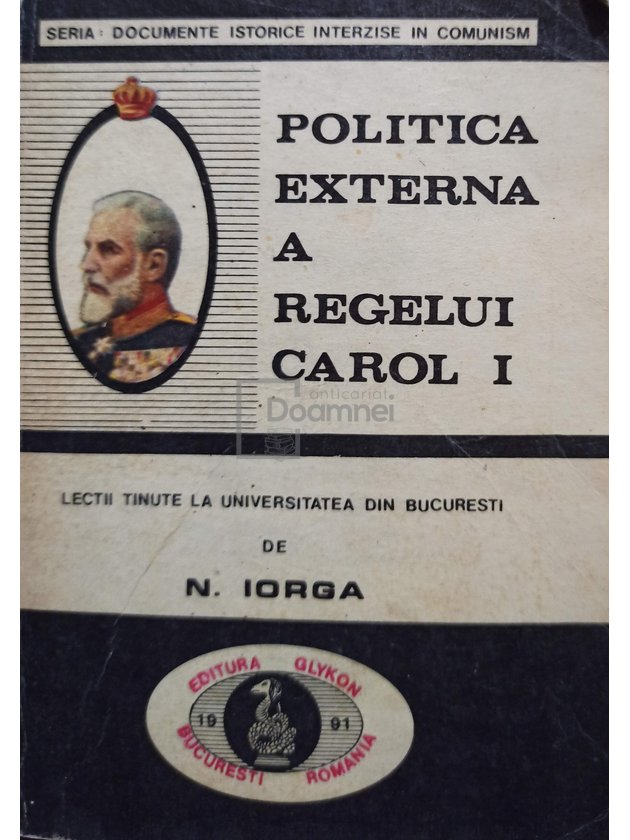 SERIA: DOCUMENTE ISTORICE INTERZISE IN COMUNISM
POLITICA
EXTERNA
A
REGELUI
CAROL I
anticariat
Doamnei
LECTII TINUTE LA UNIVERSITATEA DIN BUCURESTI
DE
N. IORGA
EDITURA GLYKON
19 91
BUCURESTI ROMANIA